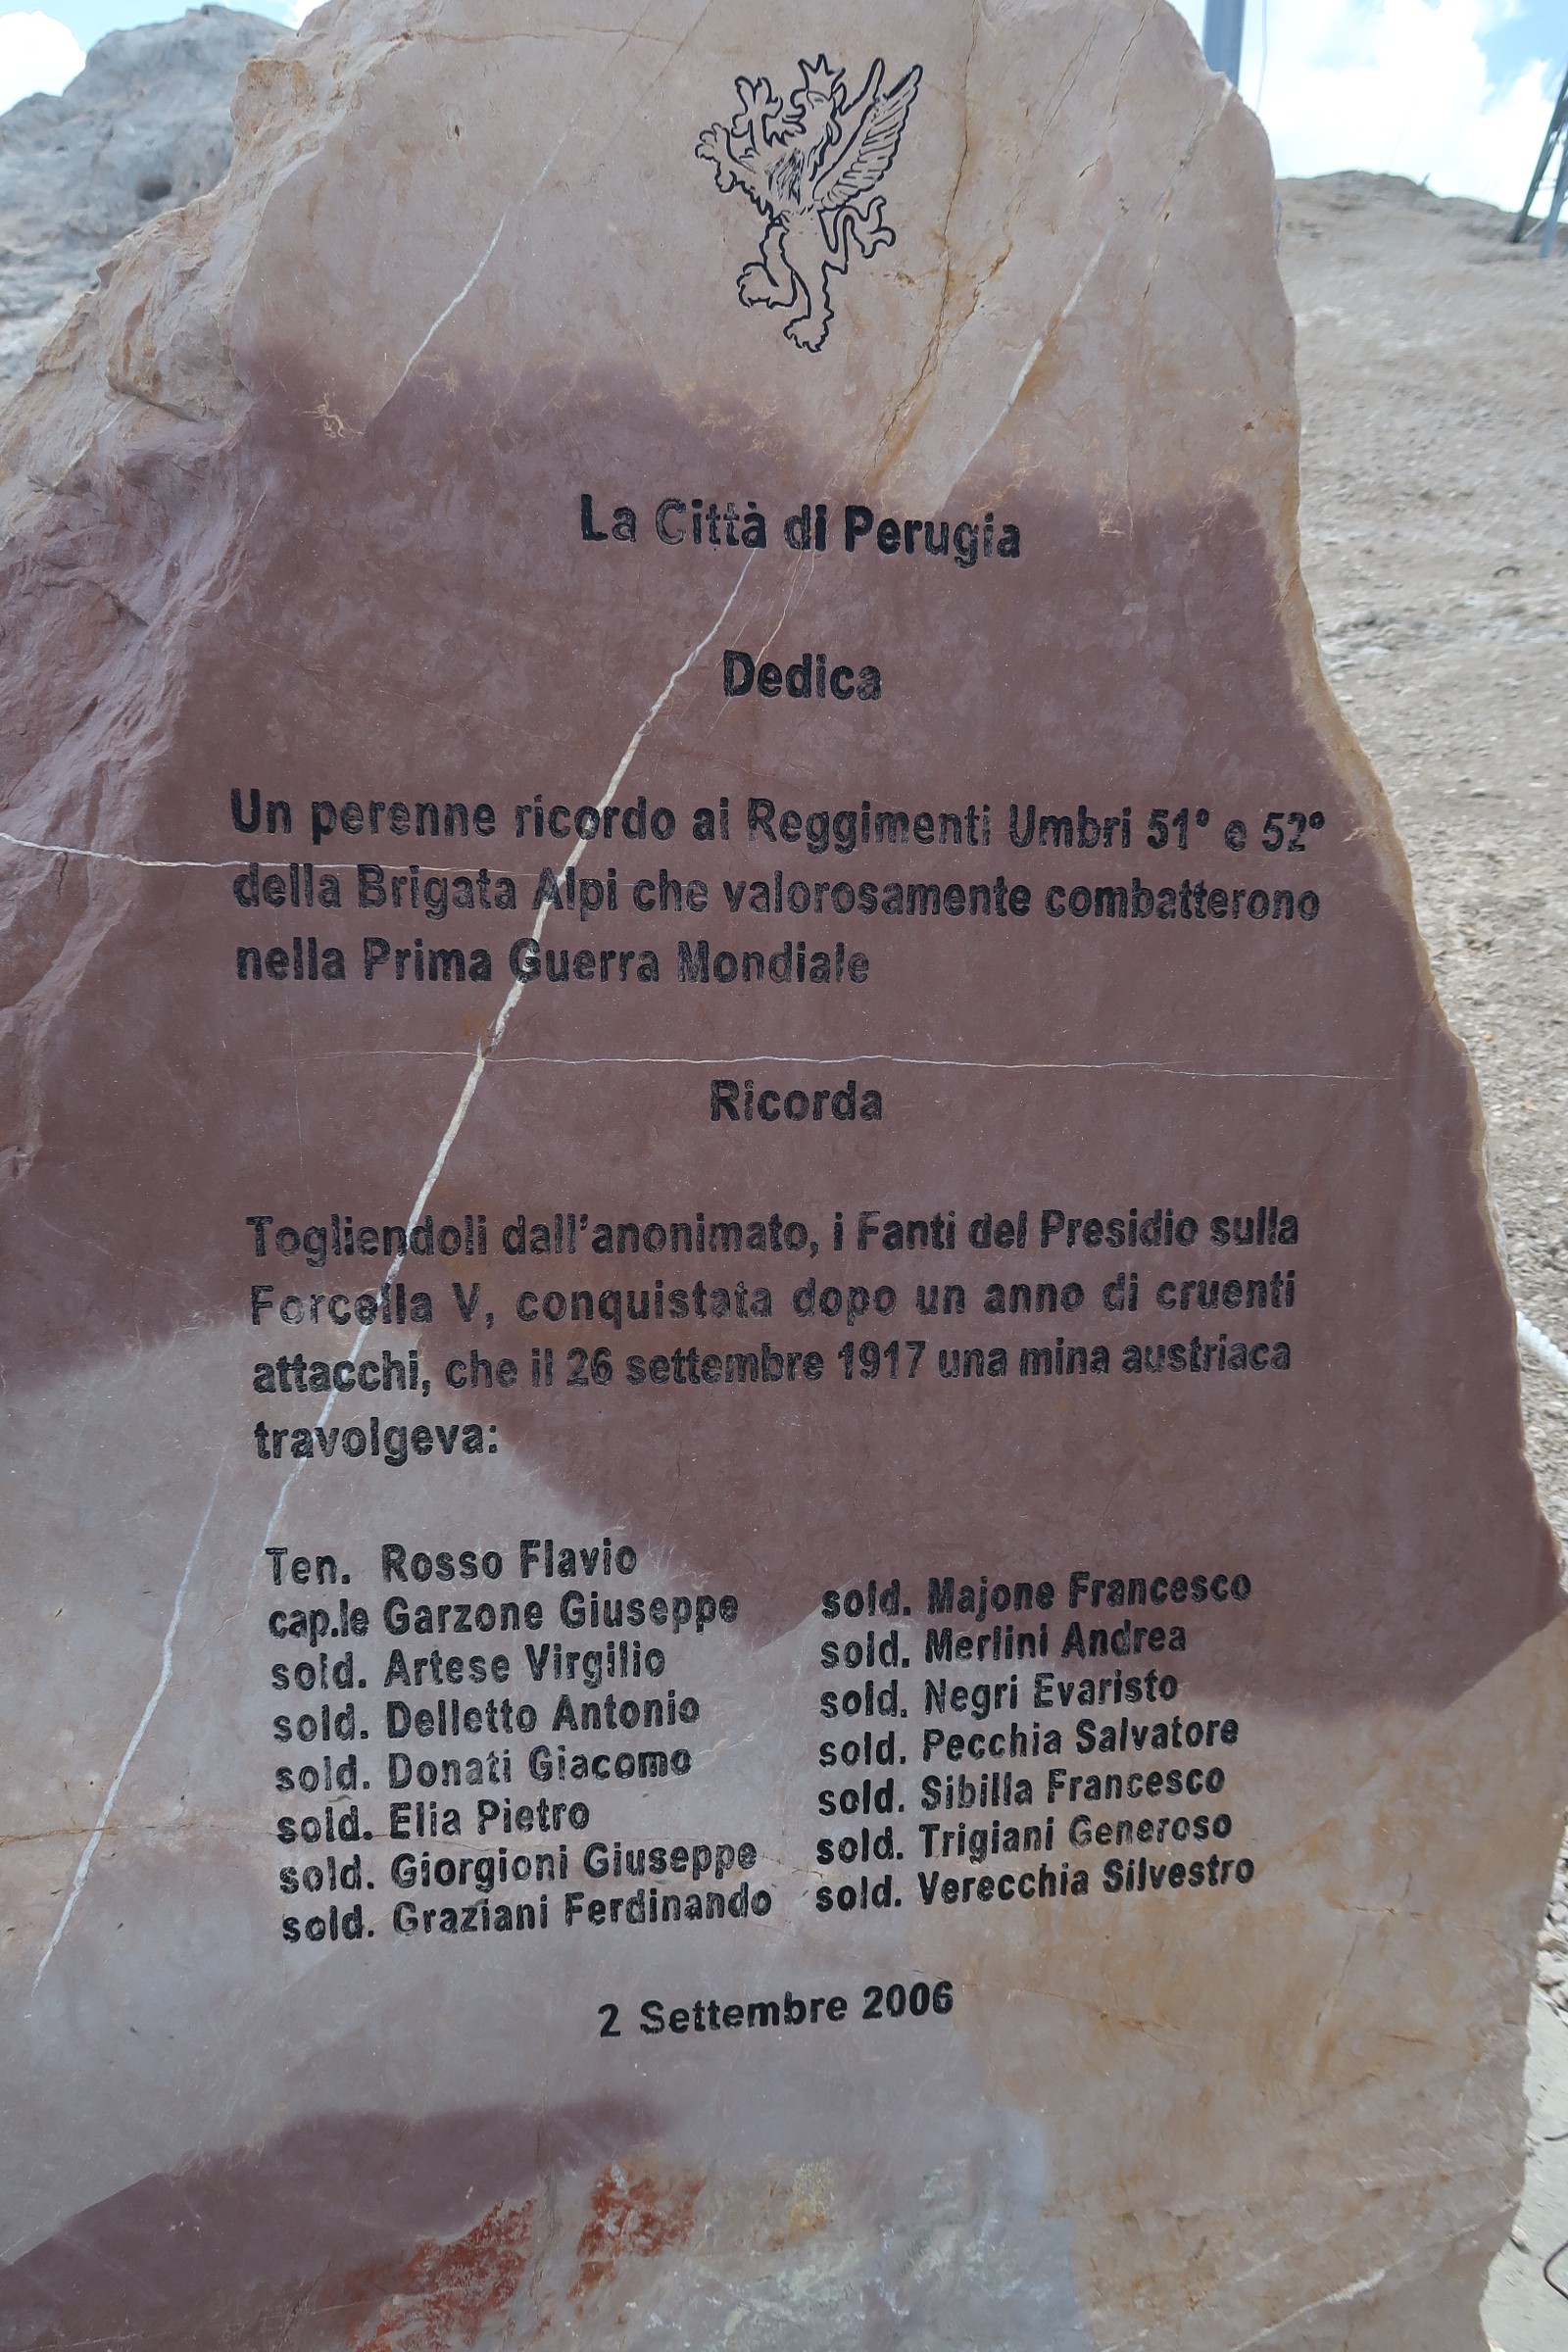 La Città di Perugia
Dedica
Un perenne ricordo ai Reggimenti Umbri 51° e 52°
della Brigata Alpi che valorosamente combatterono
nella Prima Guerra Mondiale
Ricorda
Togliendoli dall'anonimato, i Fanti del Presidio sulla
Forcella V, conquistata dopo un anno di cruenti
attacchi, che il 26 settembre 1917 una mina austriaca
travolgeva:
Ten. Rosso Flavio
cap.le Garzone Giuseppe
sold. Artese Virgilio
sold. Delletto Antonio
sold. Donati Giacomo
sold. Elia Pietro
sold. Giorgioni Giuseppe
sold. Graziani Ferdinando
sold. Majone Francesco
sold. Merlini Andrea
sold. Negri Evaristo
sold. Pecchia Salvatore
sold. Sibilla Francesco
sold. Trigiani Generoso
sold. Verecchia Silvestro
2 Settembre 2006